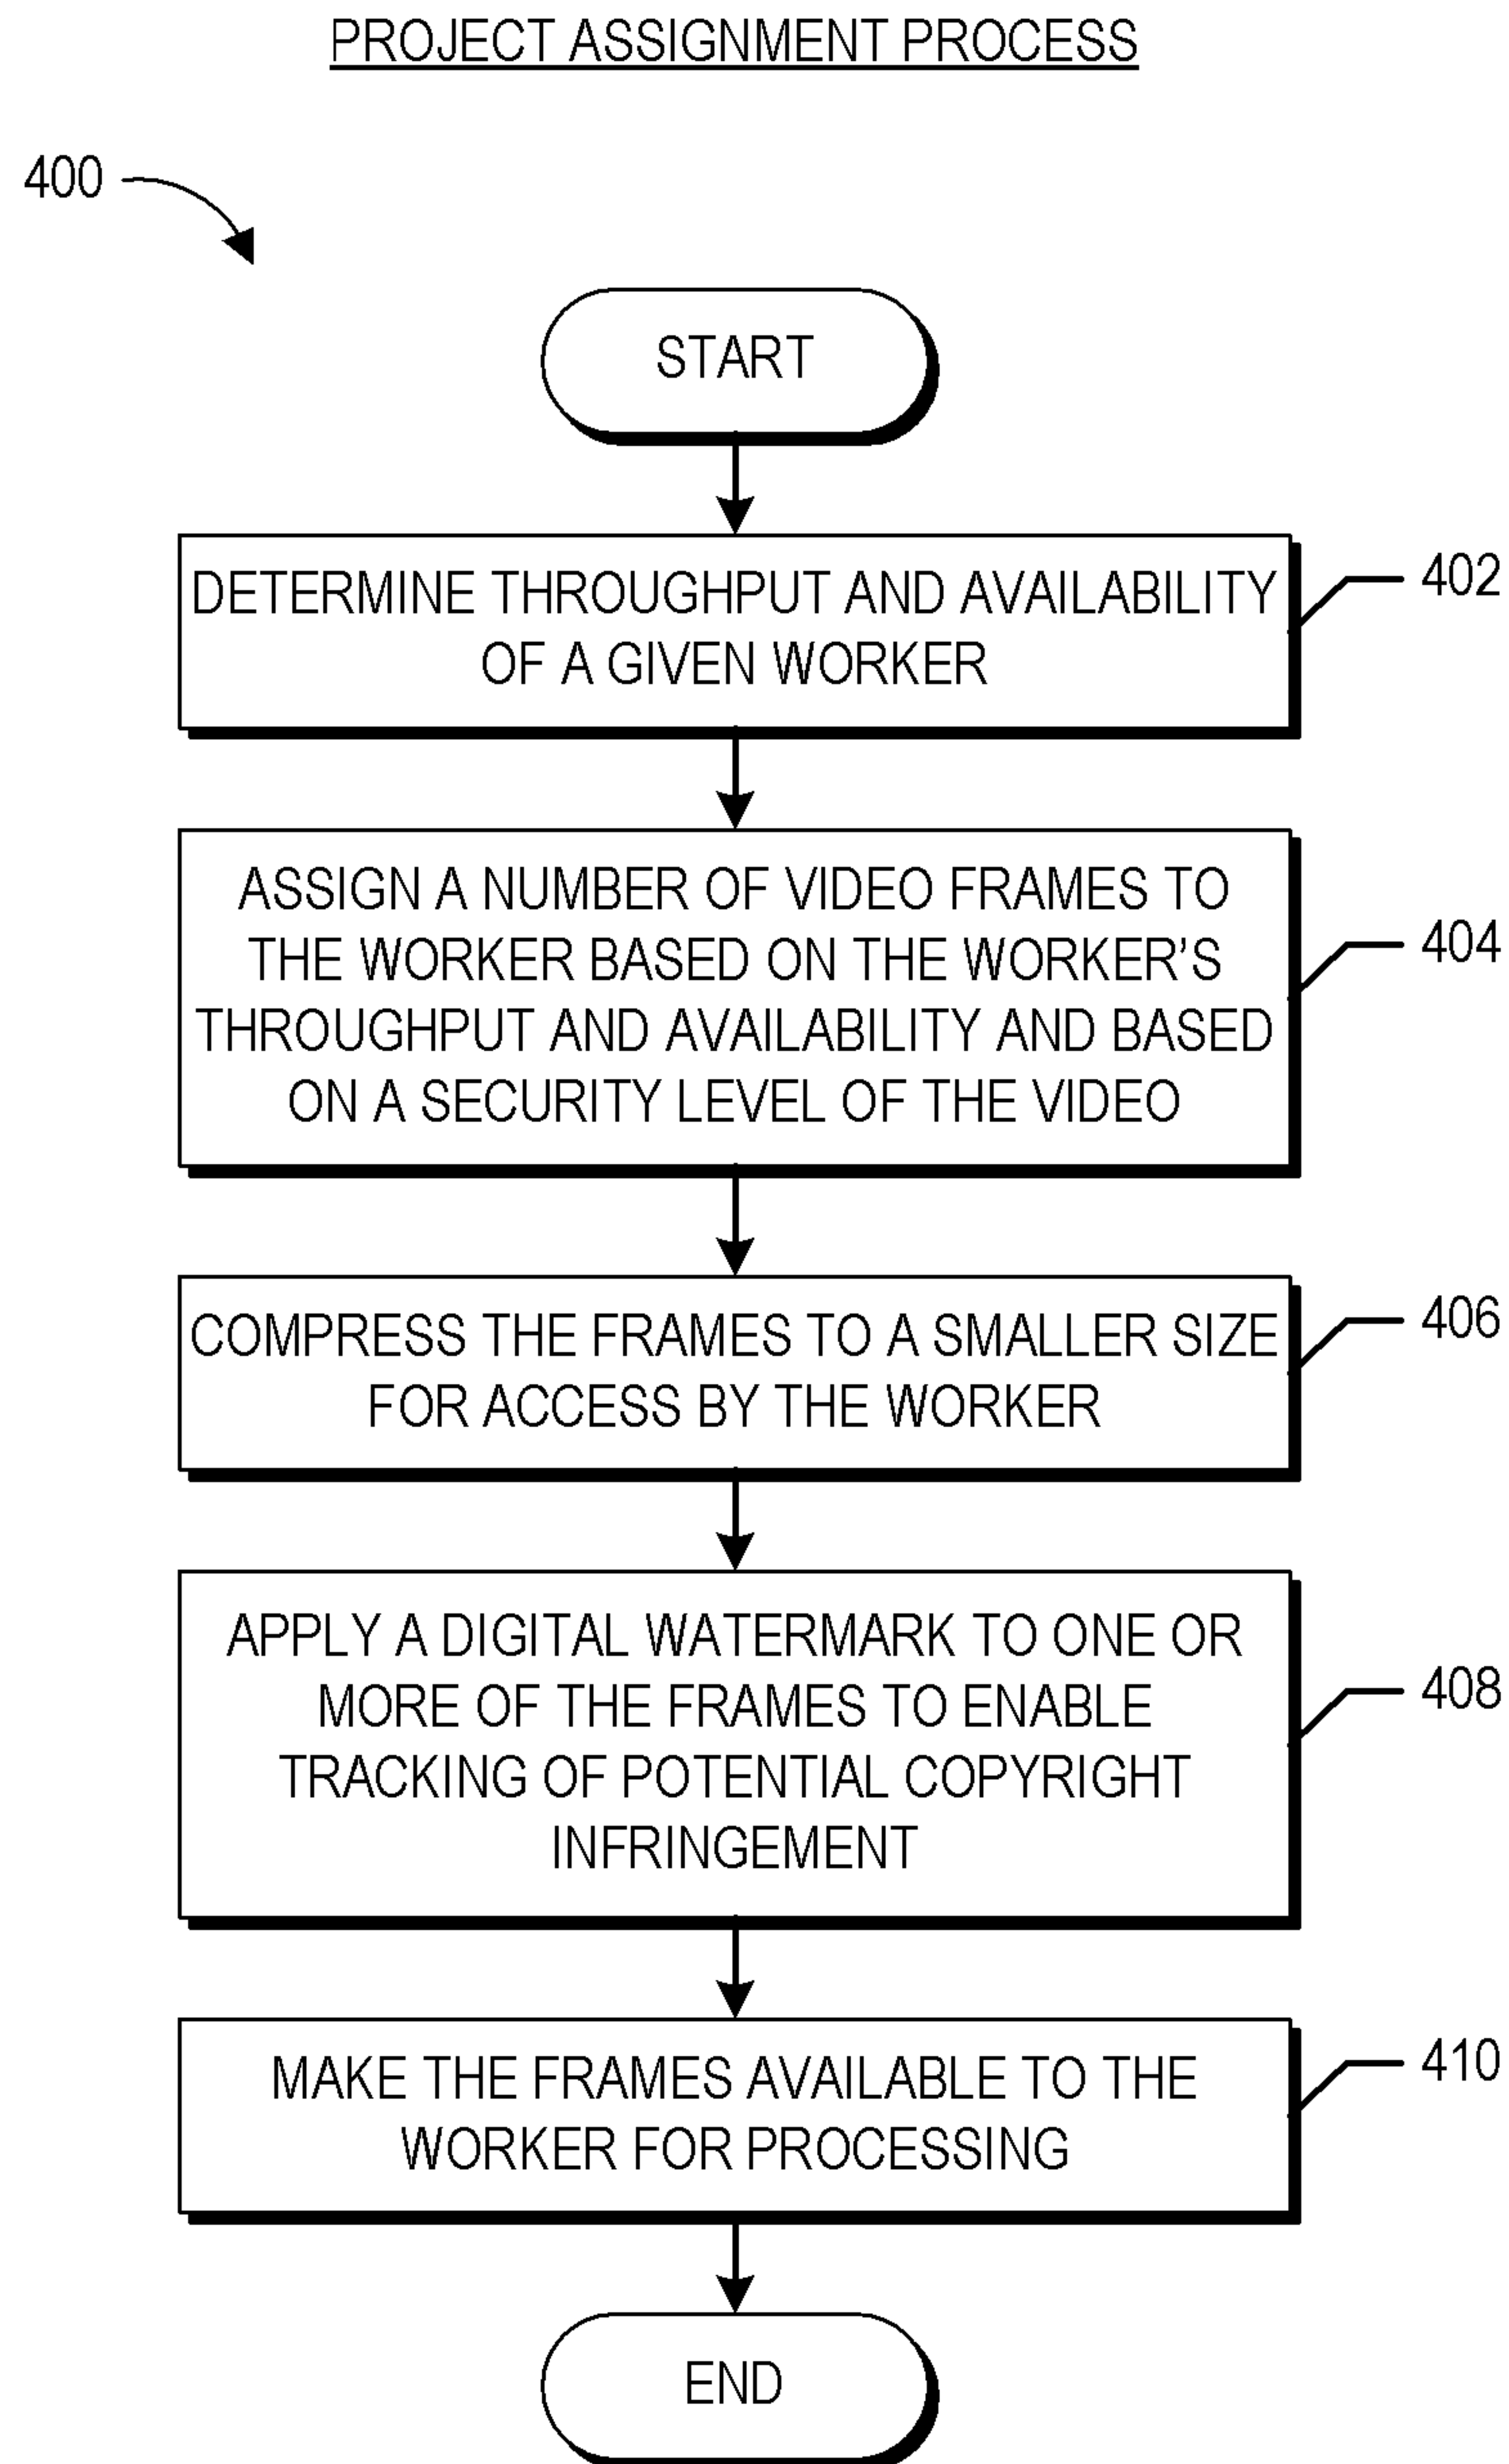 PROJECT ASSIGNMENT PROCESS
400
START
DETERMINE THROUGHPUT AND AVAILABILITY
OF A GIVEN WORKER
402
ASSIGN A NUMBER OF VIDEO FRAMES TO
THE WORKER BASED ON THE WORKER'S
THROUGHPUT AND AVAILABILITY AND BASED
ON A SECURITY LEVEL OF THE VIDEO
404
COMPRESS THE FRAMES TO A SMALLER SIZE
FOR ACCESS BY THE WORKER
406
APPLY A DIGITAL WATERMARK TO ONE OR
MORE OF THE FRAMES TO ENABLE
TRACKING OF POTENTIAL COPYRIGHT
INFRINGEMENT
408
MAKE THE FRAMES AVAILABLE TO THE
WORKER FOR PROCESSING
410
END